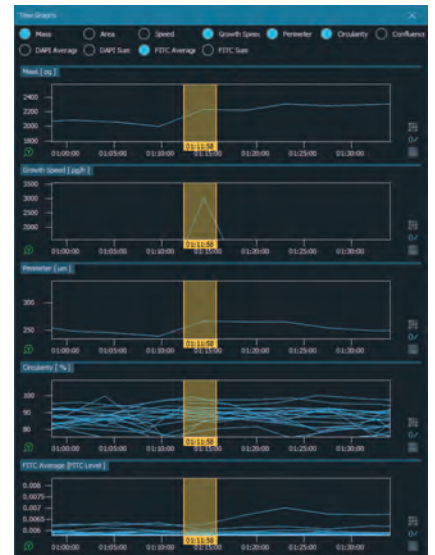 Time Graphs
Mass Area Speed Growth Speed Perimeter Circularity Confluence
DAPI Average DAPI Sum FITC Average FITC Sum
Mass [ pg ]
2400
2200
2000
1800
01:00:00 01:05:00 01:10:00 01:15:00 01:20:00 01:25:00 01:30:00
01:11:58
Growth Speed [ pg/h ]
3500
3000
2500
2000
01:00:00 01:05:00 01:10:00 01:15:00 01:20:00 01:25:00 01:30:00
01:11:58
Perimeter [ µm ]
300
250
01:00:00 01:05:00 01:10:00 01:15:00 01:20:00 01:25:00 01:30:00
01:11:58
Circularity [ % ]
100
90
80
01:00:00 01:05:00 01:10:00 01:15:00 01:20:00 01:25:00 01:30:00
01:11:58
FITC Average [FITC Level ]
0.008
0.0075
0.007
0.0065
0.006
01:00:00 01:05:00 01:10:00 01:15:00 01:20:00 01:25:00 01:30:00
01:11:58